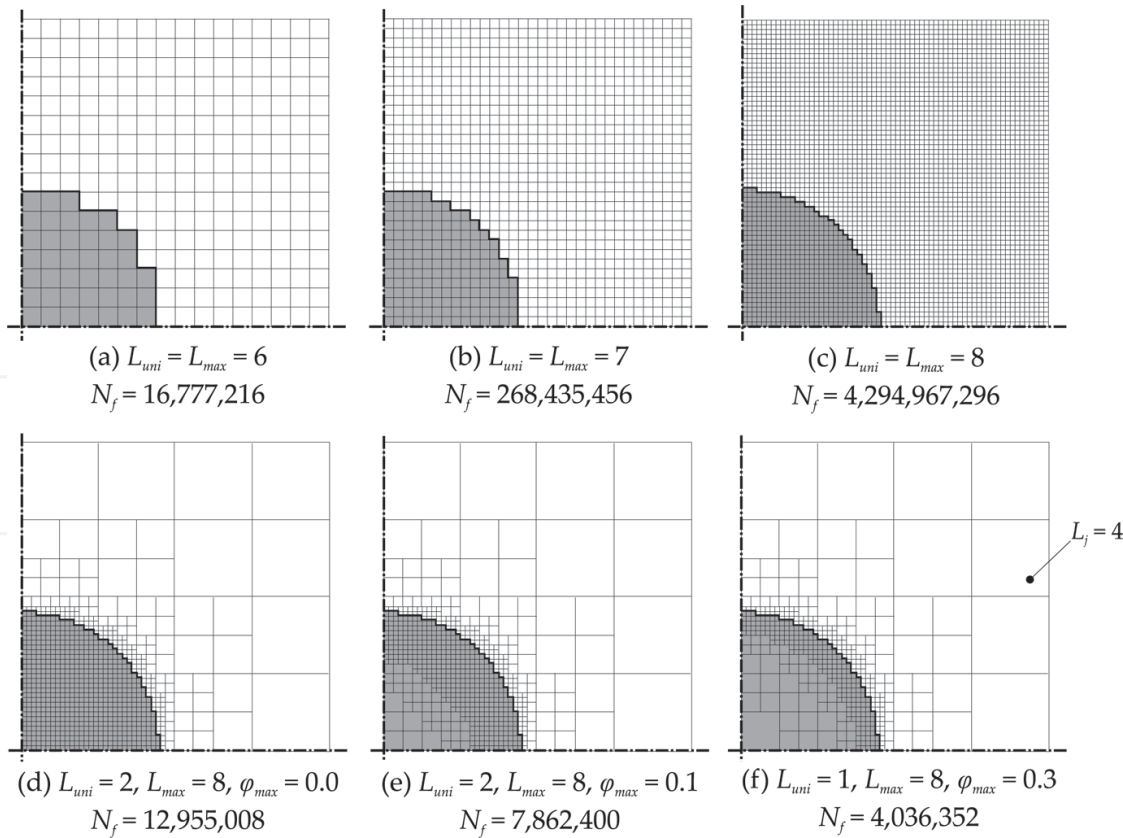 (a) L_uni = L_max = 6
N_f = 16,777,216
(b) L_uni = L_max = 7
N_f = 268,435,456
(c) L_uni = L_max = 8
N_f = 4,294,967,296
L_j = 4
(d) L_uni = 2, L_max = 8, φ_max = 0.0
N_f = 12,955,008
(e) L_uni = 2, L_max = 8, φ_max = 0.1
N_f = 7,862,400
(f) L_uni = 1, L_max = 8, φ_max = 0.3
N_f = 4,036,352